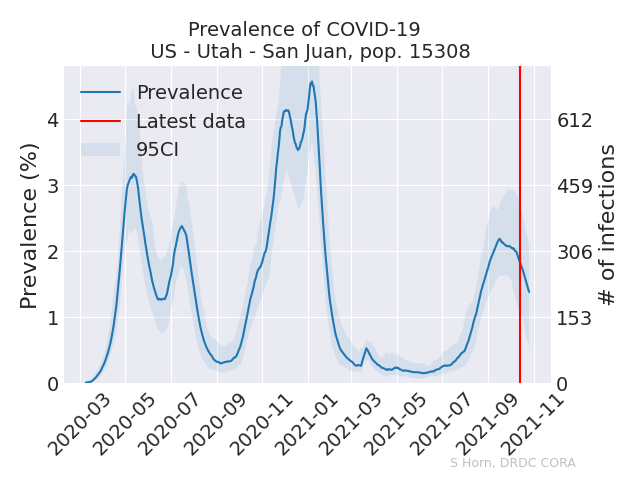 Prevalence of COVID-19
US - Utah - San Juan, pop. 15308
Prevalence
Latest data
95CI
Prevalence (%)
4
3
2
1
0
# of infections
612
459
306
153
0
2020-03
2020-05
2020-07
2020-09
2020-11
2021-01
2021-03
2021-05
2021-07
2021-09
2021-11
S Horn, DRDC CORA